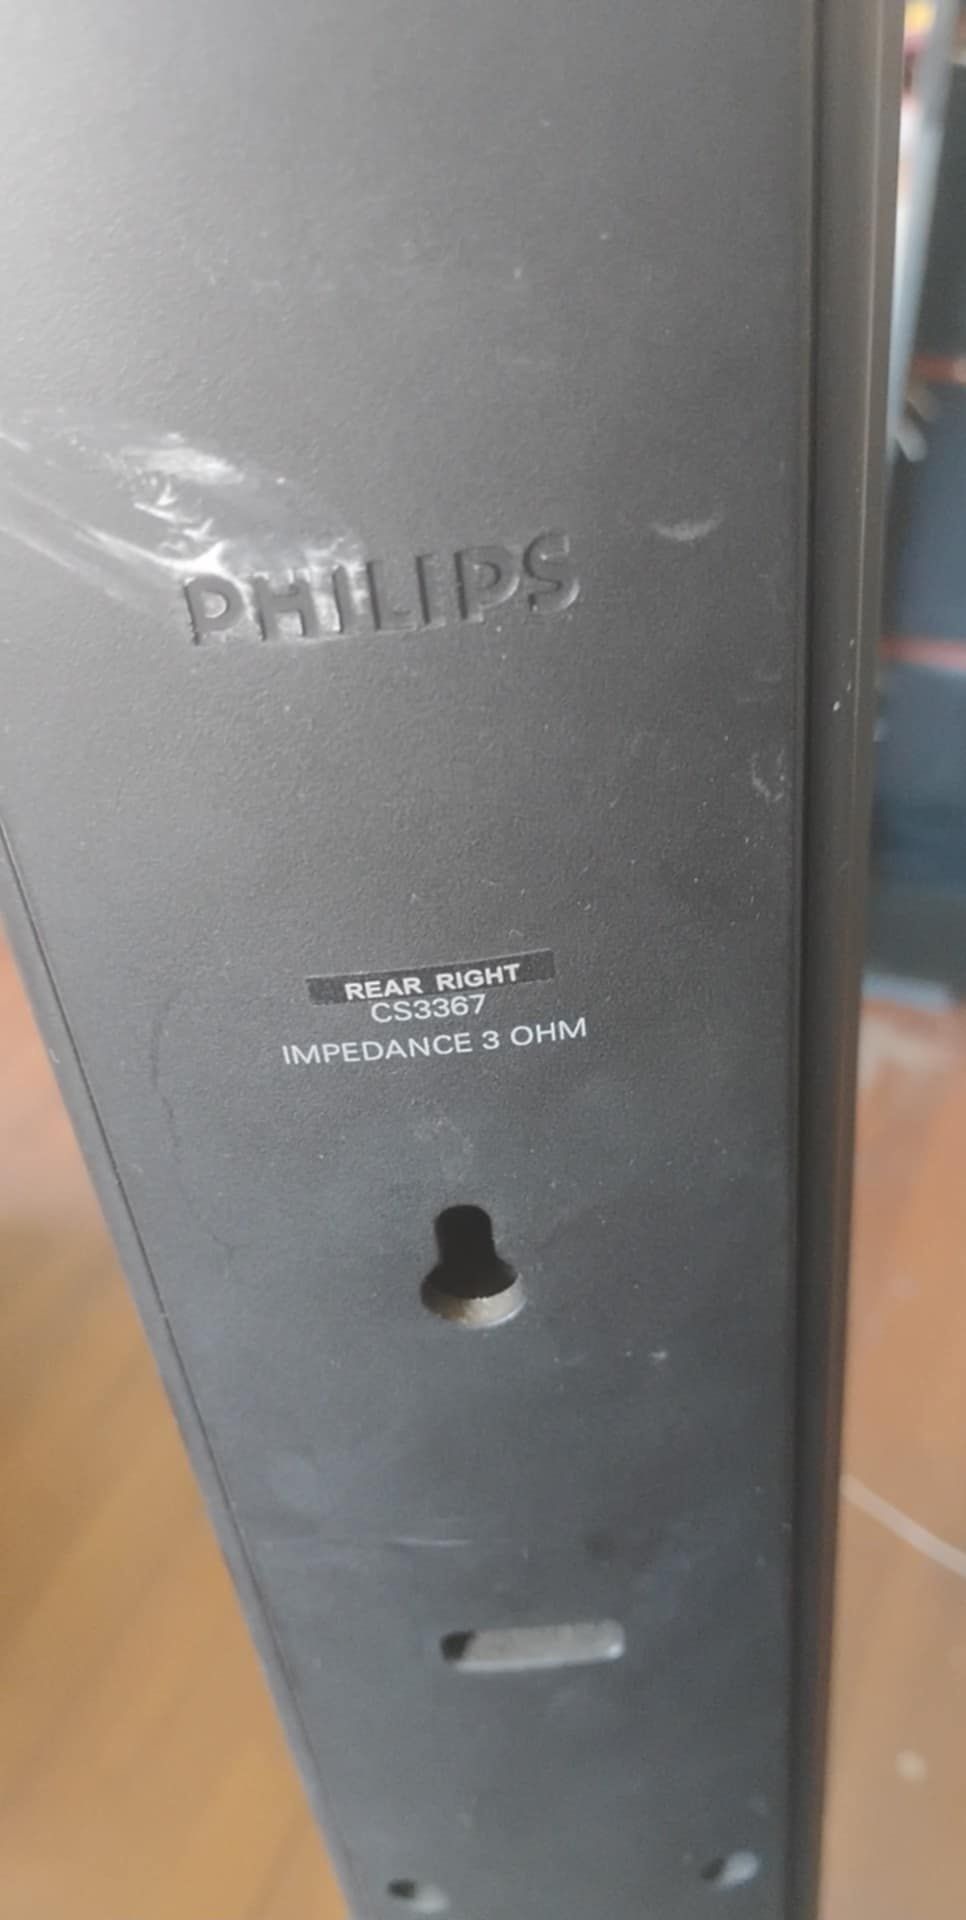 PHILIPS
REAR RIGHT
CS3367
IMPEDANCE 3 OHM